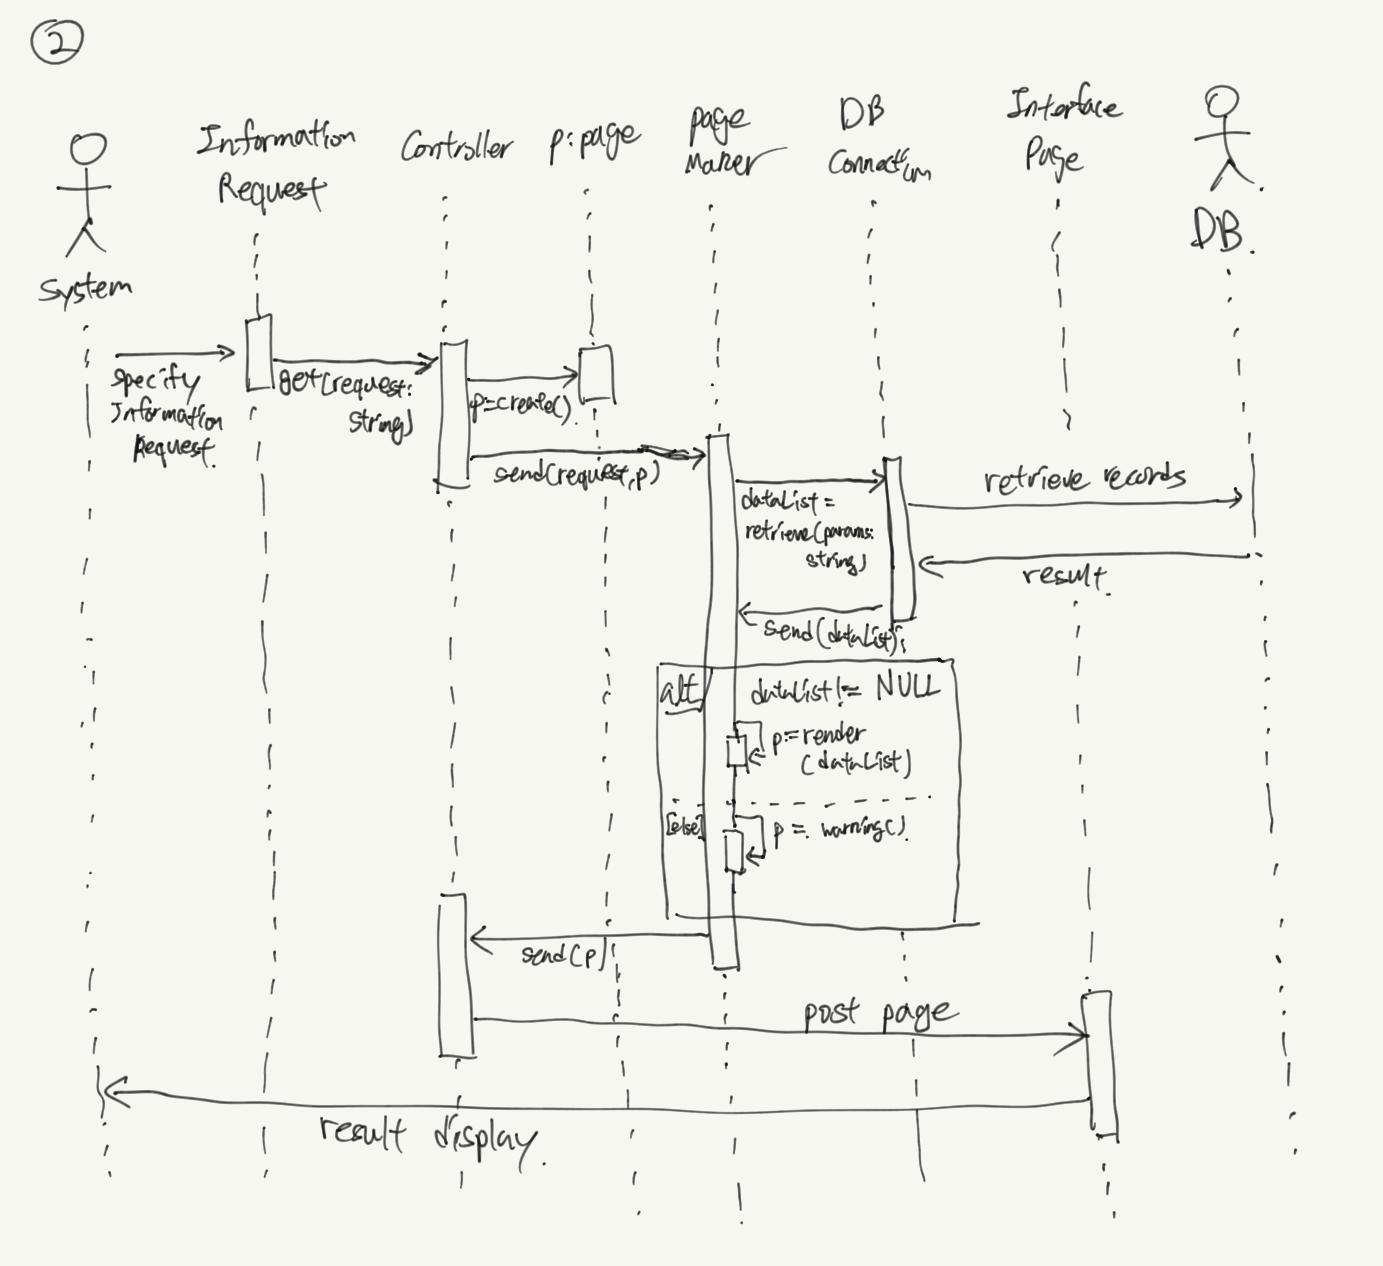 2
System
Information
Request
Controller
p:page
page
Maker
DB
Connection
Interface
Page
DB.
specify
Information
Request.
get(request:
string)
p:=create().
send(request,p)
dataList =
retrieve(params:
string)
retrieve records
result.
send(dataList);
alt
dataList!= NULL
p:=render
(dataList)
[else]
p =. warning().
send(p)
post page
result display.